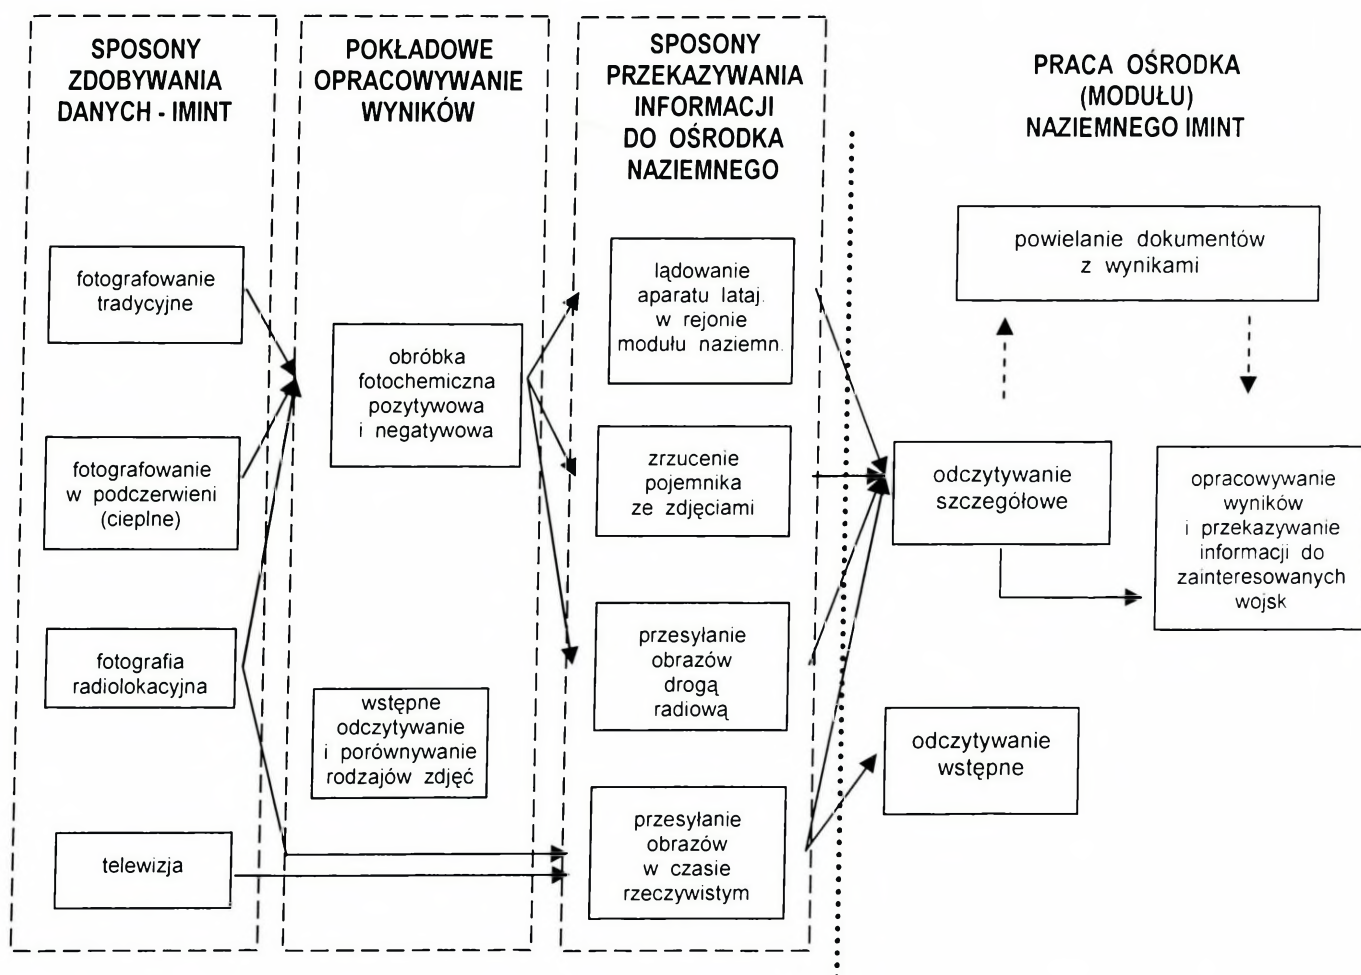 SPOSONY
ZDOBYWANIA
DANYCH - IMINT
POKŁADOWE
OPRACOWYWANIE
WYNIKÓW
SPOSONY
PRZEKAZYWANIA
INFORMACJI
DO OŚRODKA
NAZIEMNEGO
PRACA OŚRODKA
(MODUŁU)
NAZIEMNEGO IMINT
fotografowanie
tradycyjne
fotografowanie
w podczerwieni
(cieplne)
fotografia
radiolokacyjna
telewizja
obróbka
fotochemiczna
pozytywowa
i negatywowa
wstępne
odczytywanie
i porównywanie
rodzajów zdjęć
lądowanie
aparatu lataj.
w rejonie
modułu naziemn.
zrzucenie
pojemnika
ze zdjęciami
przesyłanie
obrazów
drogą
radiową
przesyłanie
obrazów
w czasie
rzeczywistym
powielanie dokumentów
z wynikami
odczytywanie
szczegółowe
opracowywanie
wyników
i przekazywanie
informacji do
zainteresowanych
wojsk
odczytywanie
wstępne